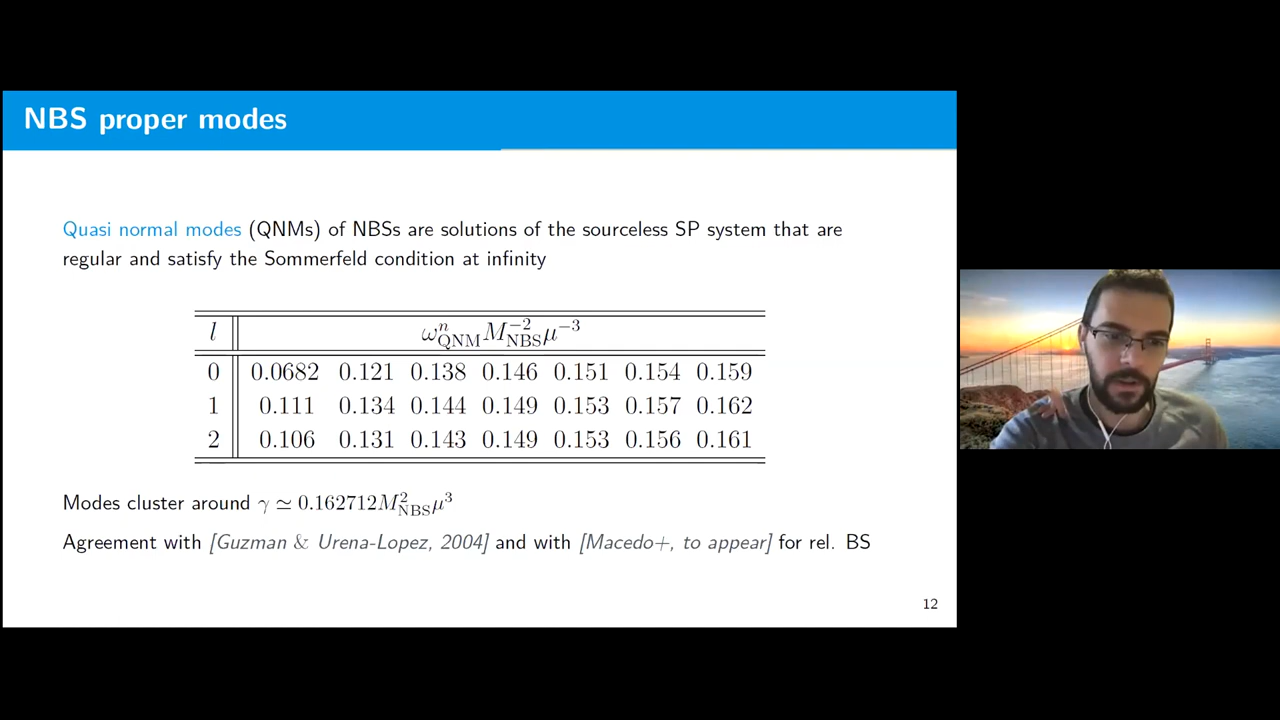 NBS proper modes
Quasi normal modes (QNMs) of NBSs are solutions of the sourceless SP system that are
regular and satisfy the Sommerfeld condition at infinity
l ω^n_QNM M^{-2}_NBS μ^{-3}
0 0.0682 0.121 0.138 0.146 0.151 0.154 0.159
1 0.111 0.134 0.144 0.149 0.153 0.157 0.162
2 0.106 0.131 0.143 0.149 0.153 0.156 0.161
Modes cluster around γ ≃ 0.162712M^2_NBS μ^3
Agreement with [Guzman & Urena-Lopez, 2004] and with [Macedo+, to appear] for rel. BS
12